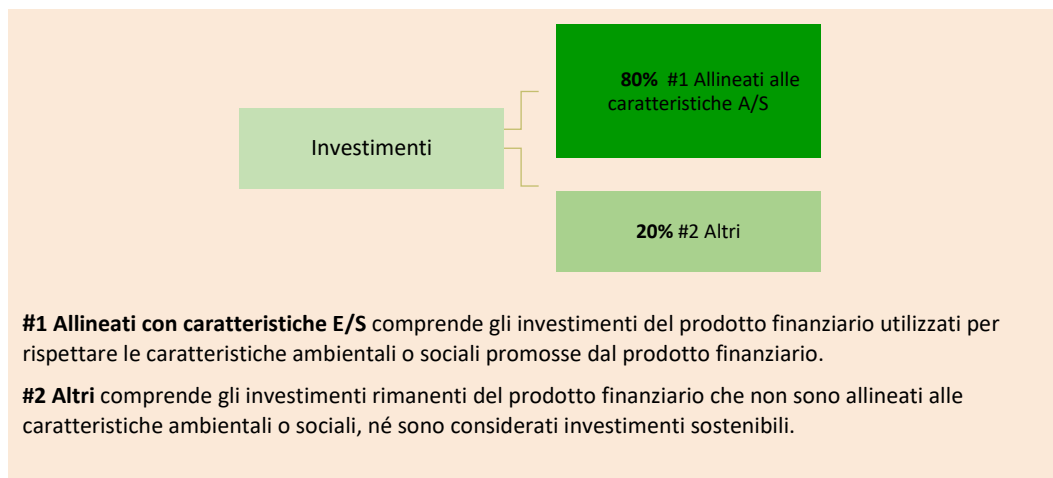 80% #1 Allineati alle
caratteristiche A/S
Investimenti
20% #2 Altri
#1 Allineati con caratteristiche E/S comprende gli investimenti del prodotto finanziario utilizzati per
rispettare le caratteristiche ambientali o sociali promosse dal prodotto finanziario.
#2 Altri comprende gli investimenti rimanenti del prodotto finanziario che non sono allineati alle
caratteristiche ambientali o sociali, né sono considerati investimenti sostenibili.